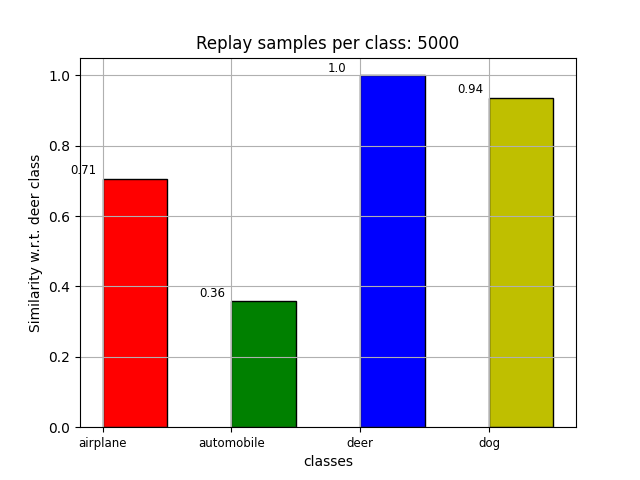 Replay samples per class: 5000
Similarity w.r.t. deer class
1.0
0.8
0.6
0.4
0.2
0.0
0.71
0.36
1.0
0.94
airplane
automobile
deer
dog
classes